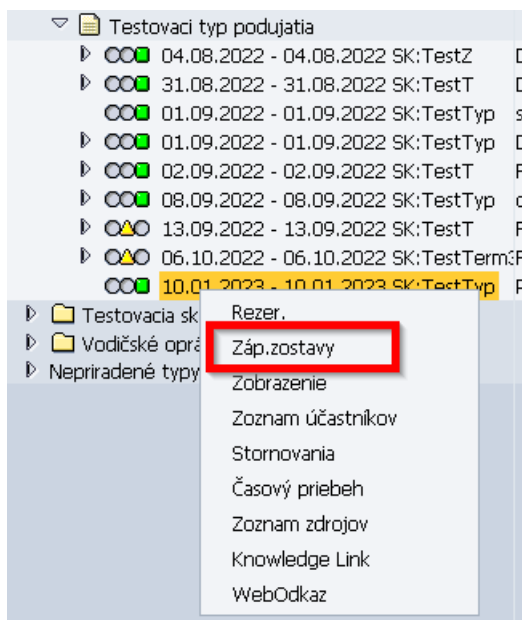 Testovaci typ podujatia
04.08.2022 - 04.08.2022 SK:TestZ
31.08.2022 - 31.08.2022 SK:TestT
01.09.2022 - 01.09.2022 SK:TestTyp
01.09.2022 - 01.09.2022 SK:TestTyp
02.09.2022 - 02.09.2022 SK:TestT
08.09.2022 - 08.09.2022 SK:TestTyp
13.09.2022 - 13.09.2022 SK:TestT
06.10.2022 - 06.10.2022 SK:TestTerm
10.01.2023 - 10.01.2023 SK:TestTyp
Testovacia sk
Vodičské oprá
Nepriradené typy
Rezer.
Záp.zostavy
Zobrazenie
Zoznam účastníkov
Stornovania
Časový priebeh
Zoznam zdrojov
Knowledge Link
WebOdkaz